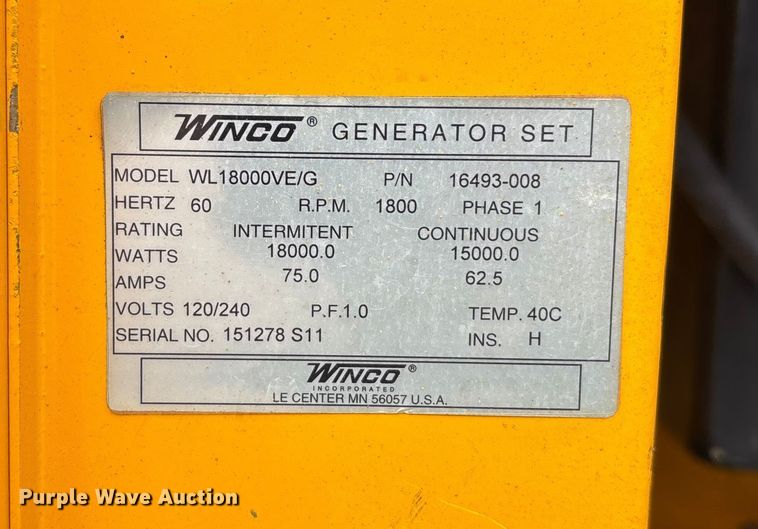 WINCO® GENERATOR SET
MODEL WL18000VE/G P/N 16493-008
HERTZ 60 R.P.M. 1800 PHASE 1
RATING INTERMITENT CONTINUOUS
WATTS 18000.0 15000.0
AMPS 75.0 62.5
VOLTS 120/240 P.F.1.0 TEMP. 40C
SERIAL NO. 151278 S11 INS. H
WINCO®
INCORPORATED
LE CENTER MN 56057 U.S.A.
Purple Wave Auction